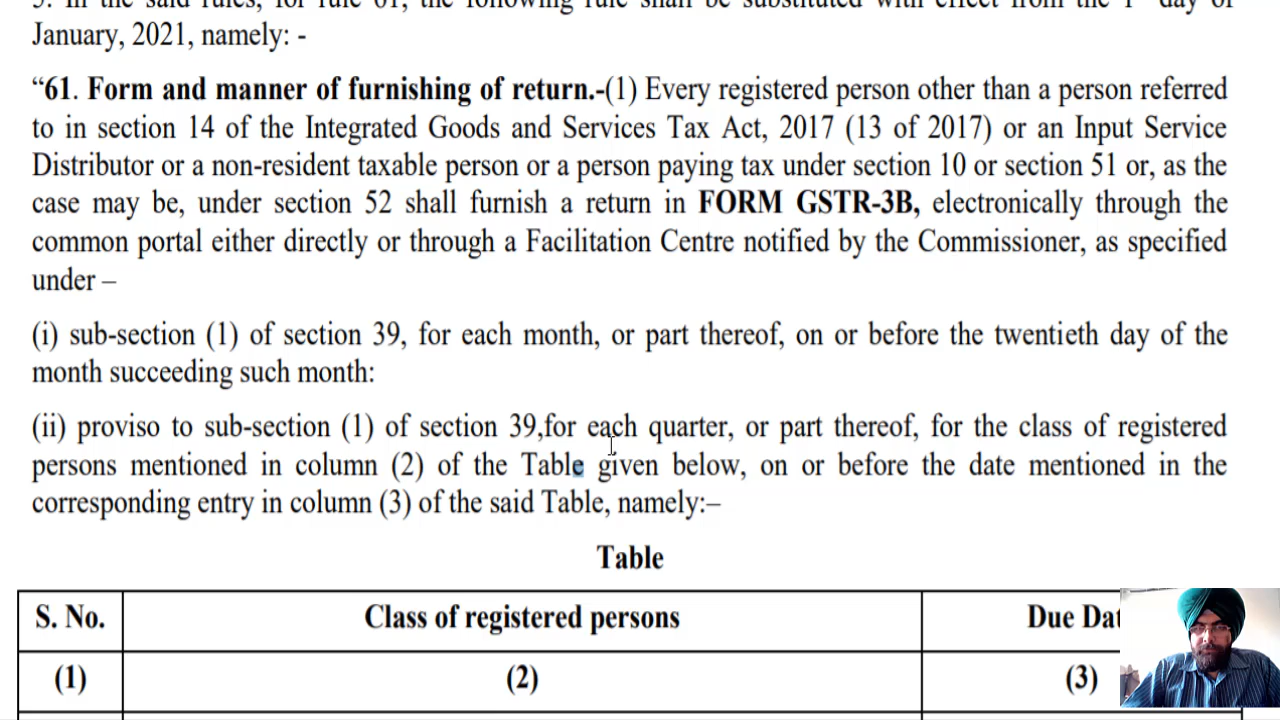 January, 2021, namely: -
“61. Form and manner of furnishing of return.-(1) Every registered person other than a person referred
to in section 14 of the Integrated Goods and Services Tax Act, 2017 (13 of 2017) or an Input Service
Distributor or a non-resident taxable person or a person paying tax under section 10 or section 51 or, as the
case may be, under section 52 shall furnish a return in FORM GSTR-3B, electronically through the
common portal either directly or through a Facilitation Centre notified by the Commissioner, as specified
under –
(i) sub-section (1) of section 39, for each month, or part thereof, on or before the twentieth day of the
month succeeding such month:
(ii) proviso to sub-section (1) of section 39,for each quarter, or part thereof, for the class of registered
persons mentioned in column (2) of the Table given below, on or before the date mentioned in the
corresponding entry in column (3) of the said Table, namely:–
Table
S. No. Class of registered persons Due
(1) (2) (3)